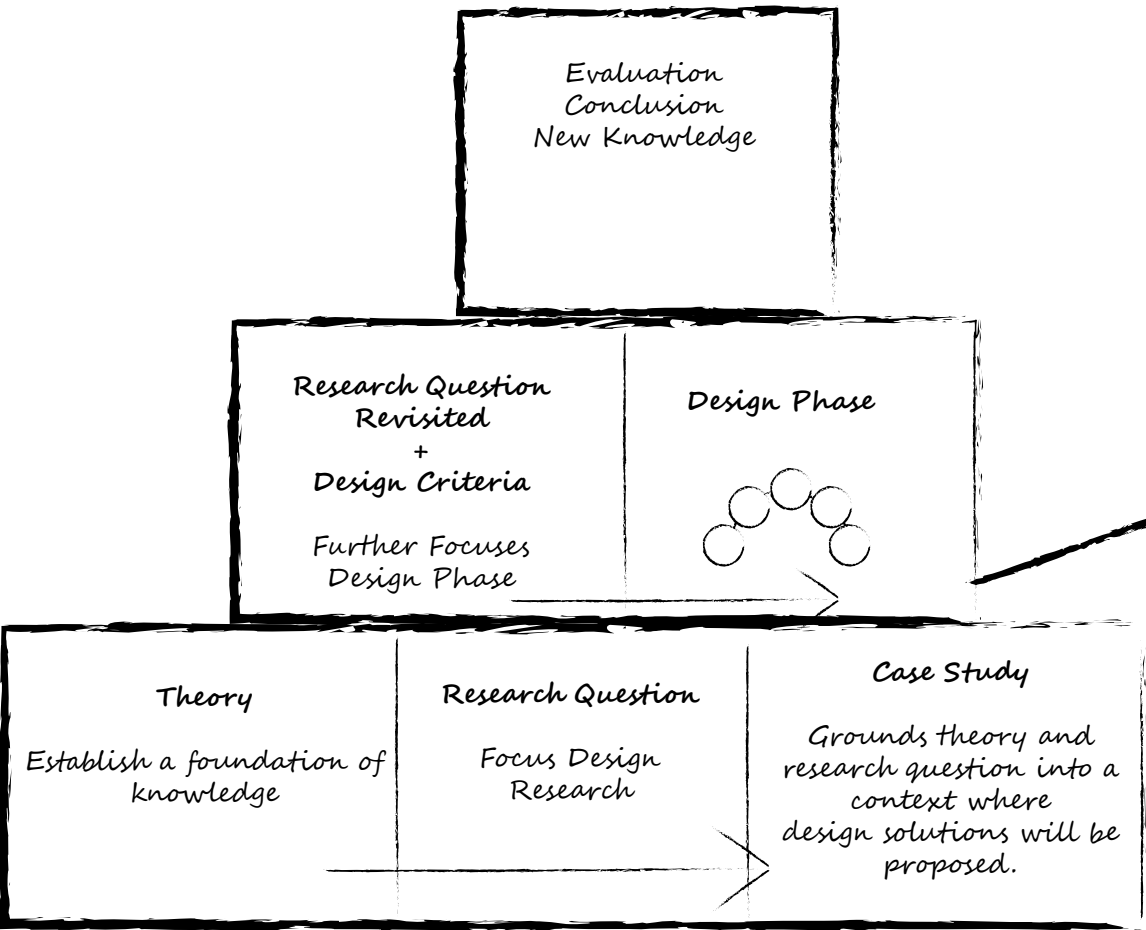 Evaluation
Conclusion
New Knowledge
Research Question
Revisited
+
Design Criteria
Further Focuses
Design Phase
Design Phase
Theory
Establish a foundation of
knowledge
Research Question
Focus Design
Research
Case Study
Grounds theory and
research question into a
context where
design solutions will be
proposed.